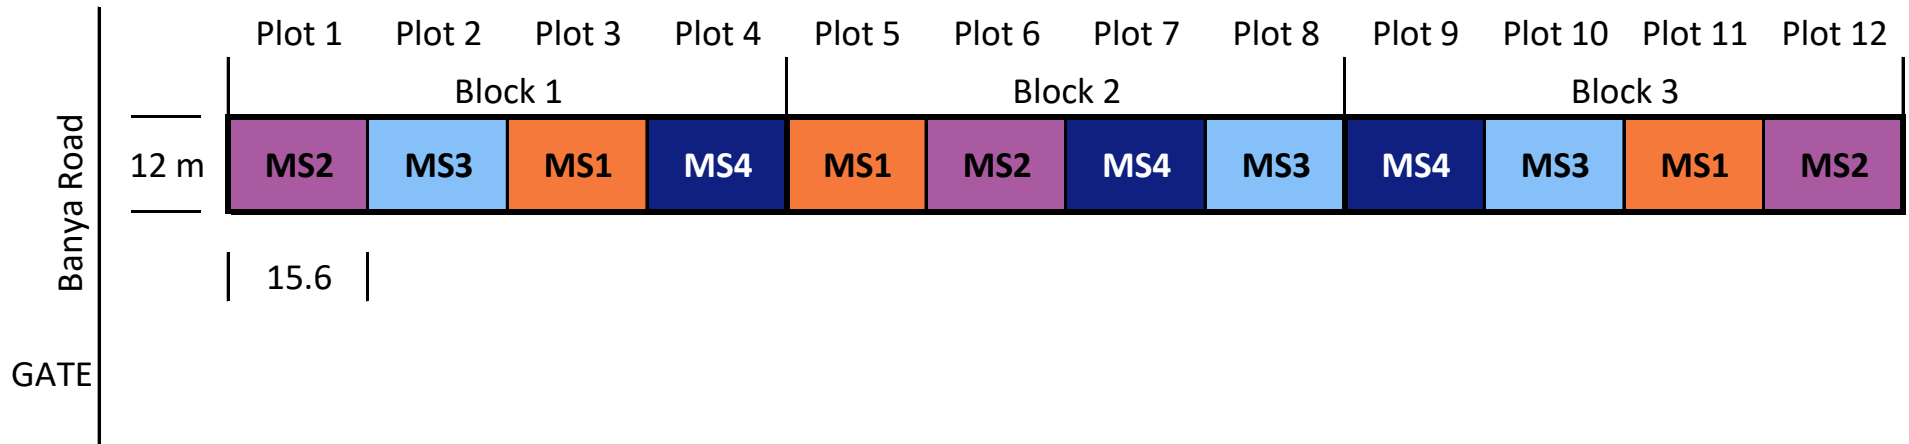 Plot 1 Plot 2 Plot 3 Plot 4 Plot 5 Plot 6 Plot 7 Plot 8 Plot 9 Plot 10 Plot 11 Plot 12
Block 1 Block 2 Block 3
Banya Road
12 m
MS2 MS3 MS1 MS4 MS1 MS2 MS4 MS3 MS4 MS3 MS1 MS2
15.6
GATE